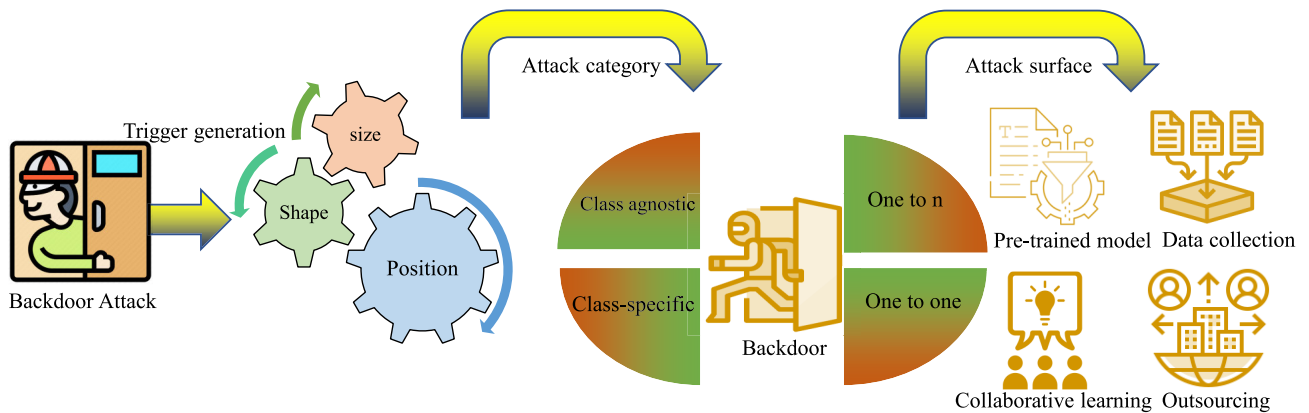 Backdoor Attack
Trigger generation
size
Shape
Position
Attack category
Class agnostic
Class-specific
Backdoor
One to n
One to one
Attack surface
T
Pre-trained model
Data collection
Collaborative learning
Outsourcing